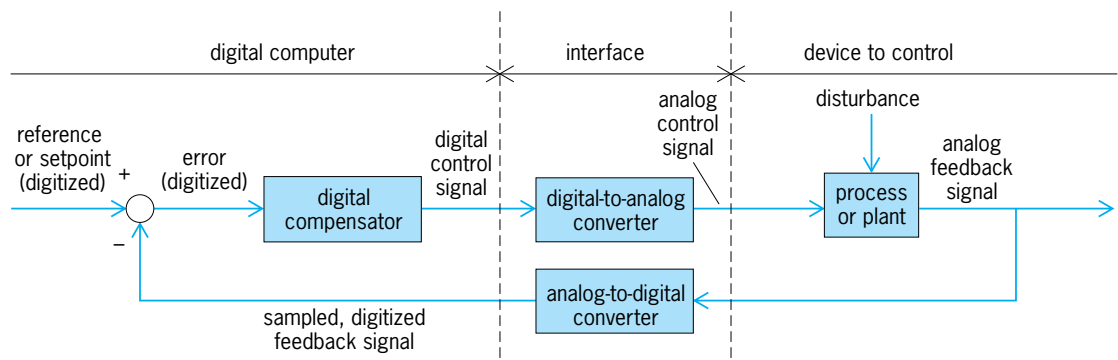 digital computer
interface
device to control
reference
or setpoint
(digitized)
+
−
error
(digitized)
digital
compensator
digital
control
signal
digital-to-analog
converter
analog
control
signal
disturbance
process
or plant
analog
feedback
signal
analog-to-digital
converter
sampled, digitized
feedback signal